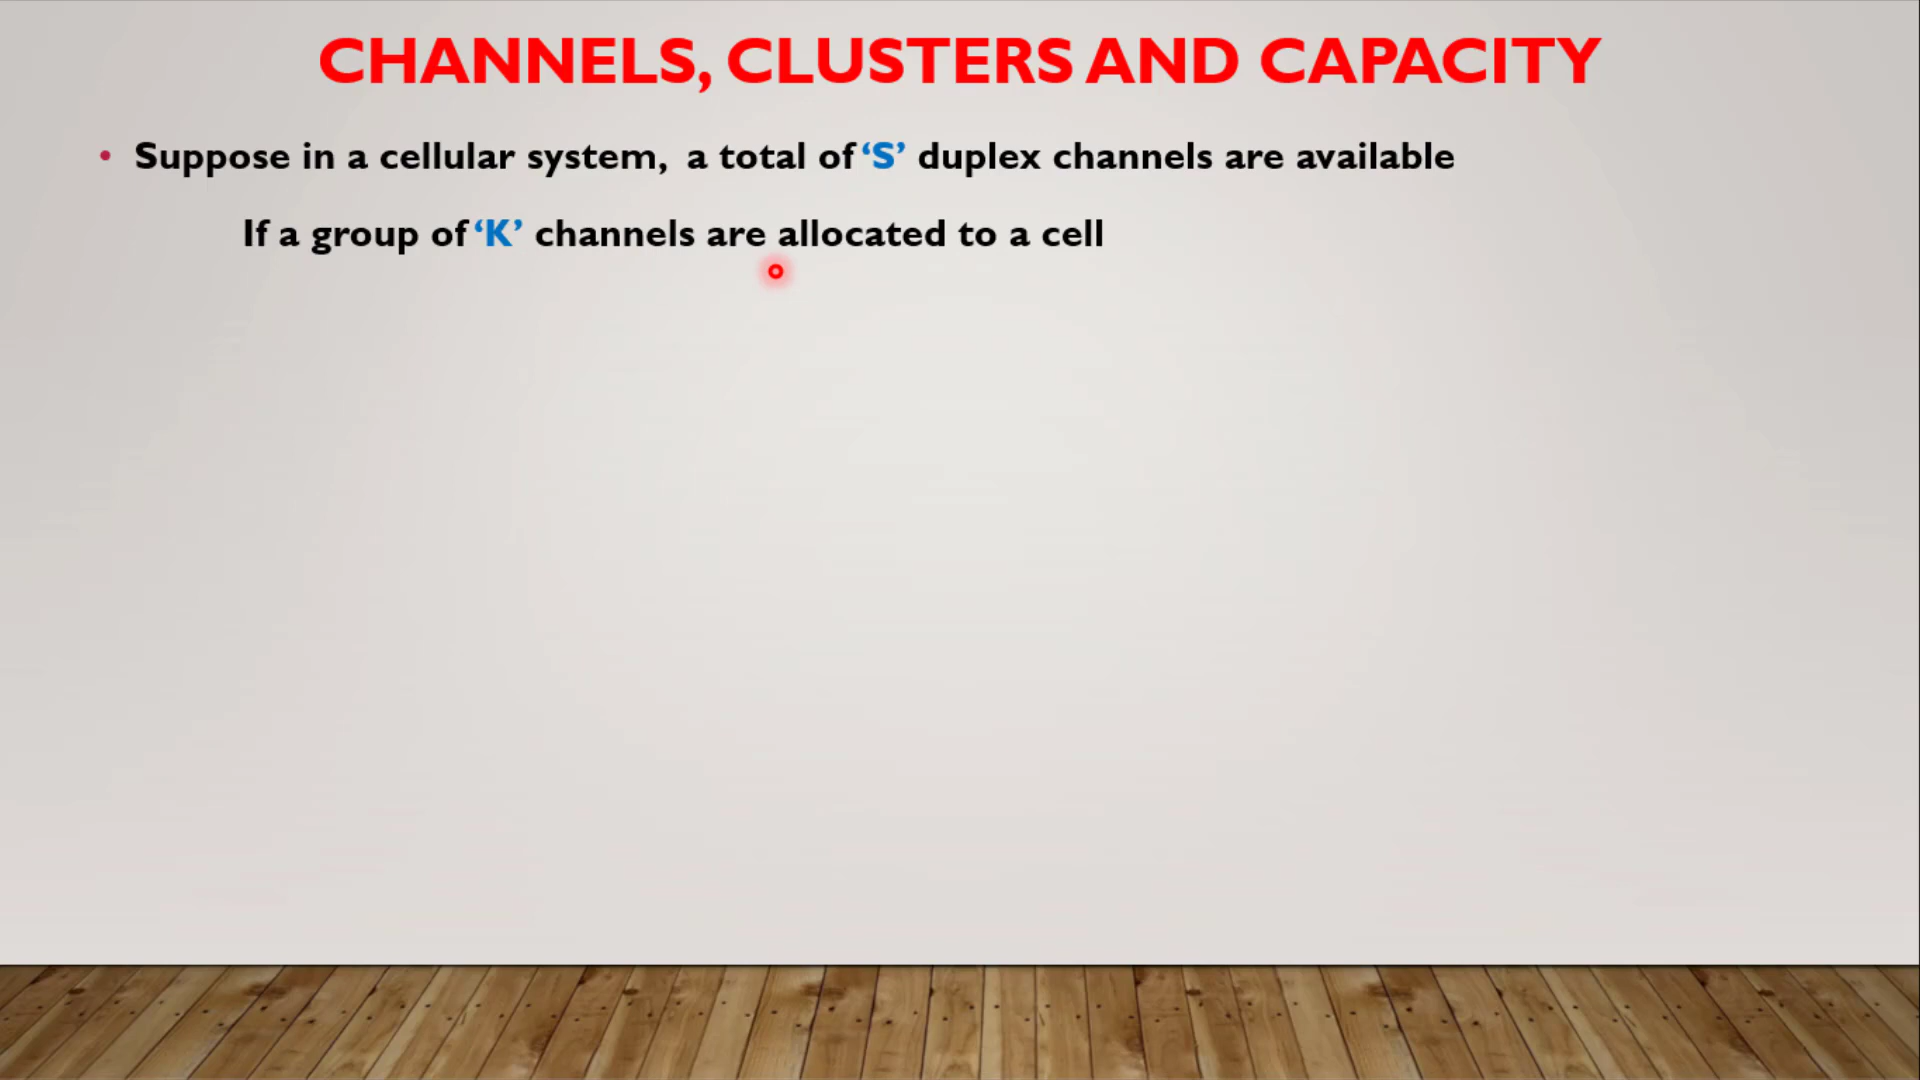 CHANNELS, CLUSTERS AND CAPACITY
• Suppose in a cellular system, a total of ‘S’ duplex channels are available
If a group of ‘K’ channels are allocated to a cell